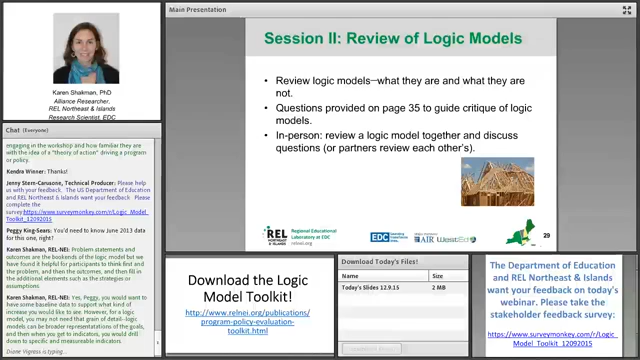 Main Presentation
Karen Shakman, PhD
Alliance Researcher,
REL Northeast & Islands
Research Scientist, EDC
Chat (Everyone)
engaging in the workshop and how familiar they are
with the idea of a "theory of action" driving a program
or policy.
Kendra Winner: Thanks!
Jenny Stern-Carusone, Technical Producer: Please help
us with your feedback. The US Department of Education
and REL Northeast & Islands want your feedback Please
complete the
survey:https://www.surveymonkey.com/r/Logic_Model_
Toolkit_12092015
Peggy King-Sears: You'd need to know June 2013 data
for this one, right?
Karen Shakman, REL-NEI: Problem statements and
outcomes are the bookends of the logic model but we
have found it helpful for participants to think first and
on the problem, and then the outcomes, and then fill in
the additional elements such as the strategies or
assumptions
Karen Shakman, REL-NEI: Yes, Peggy, you would want to
have some baseline data to support what kind of
increase you would like to see. However, for a logic
model, you may not need that grain of detail--logic
models can be broader representations of the goals, and
then when you get to indicators, you would drill
down to specific and measureable indicators
Diane Vigrass is typing...
Session II: Review of Logic Models
• Review logic models—what they are and what they are
not.
• Questions provided on page 35 to guide critique of logic
models.
• In-person: review a logic model together and discuss
questions (or partners review each other's).
REL
NORTHEAST
& ISLANDS
Regional Educational
Laboratory at EDC
relnei.org
EDC
AIR
WestEd
29
Download the Logic
Model Toolkit!
http://www.relnei.org/publications/
program-policy-evaluation-
toolkit.html
Download Today's Files!
Name
Size
Today's Slides 12.9.15
2 MB
The Department of Education
and REL Northeast & Islands
want your feedback on today's
webinar. Please take the
stakeholder feedback survey:
https://www.surveymonkey.com/r/Logic_
Model_Toolkit_12092015